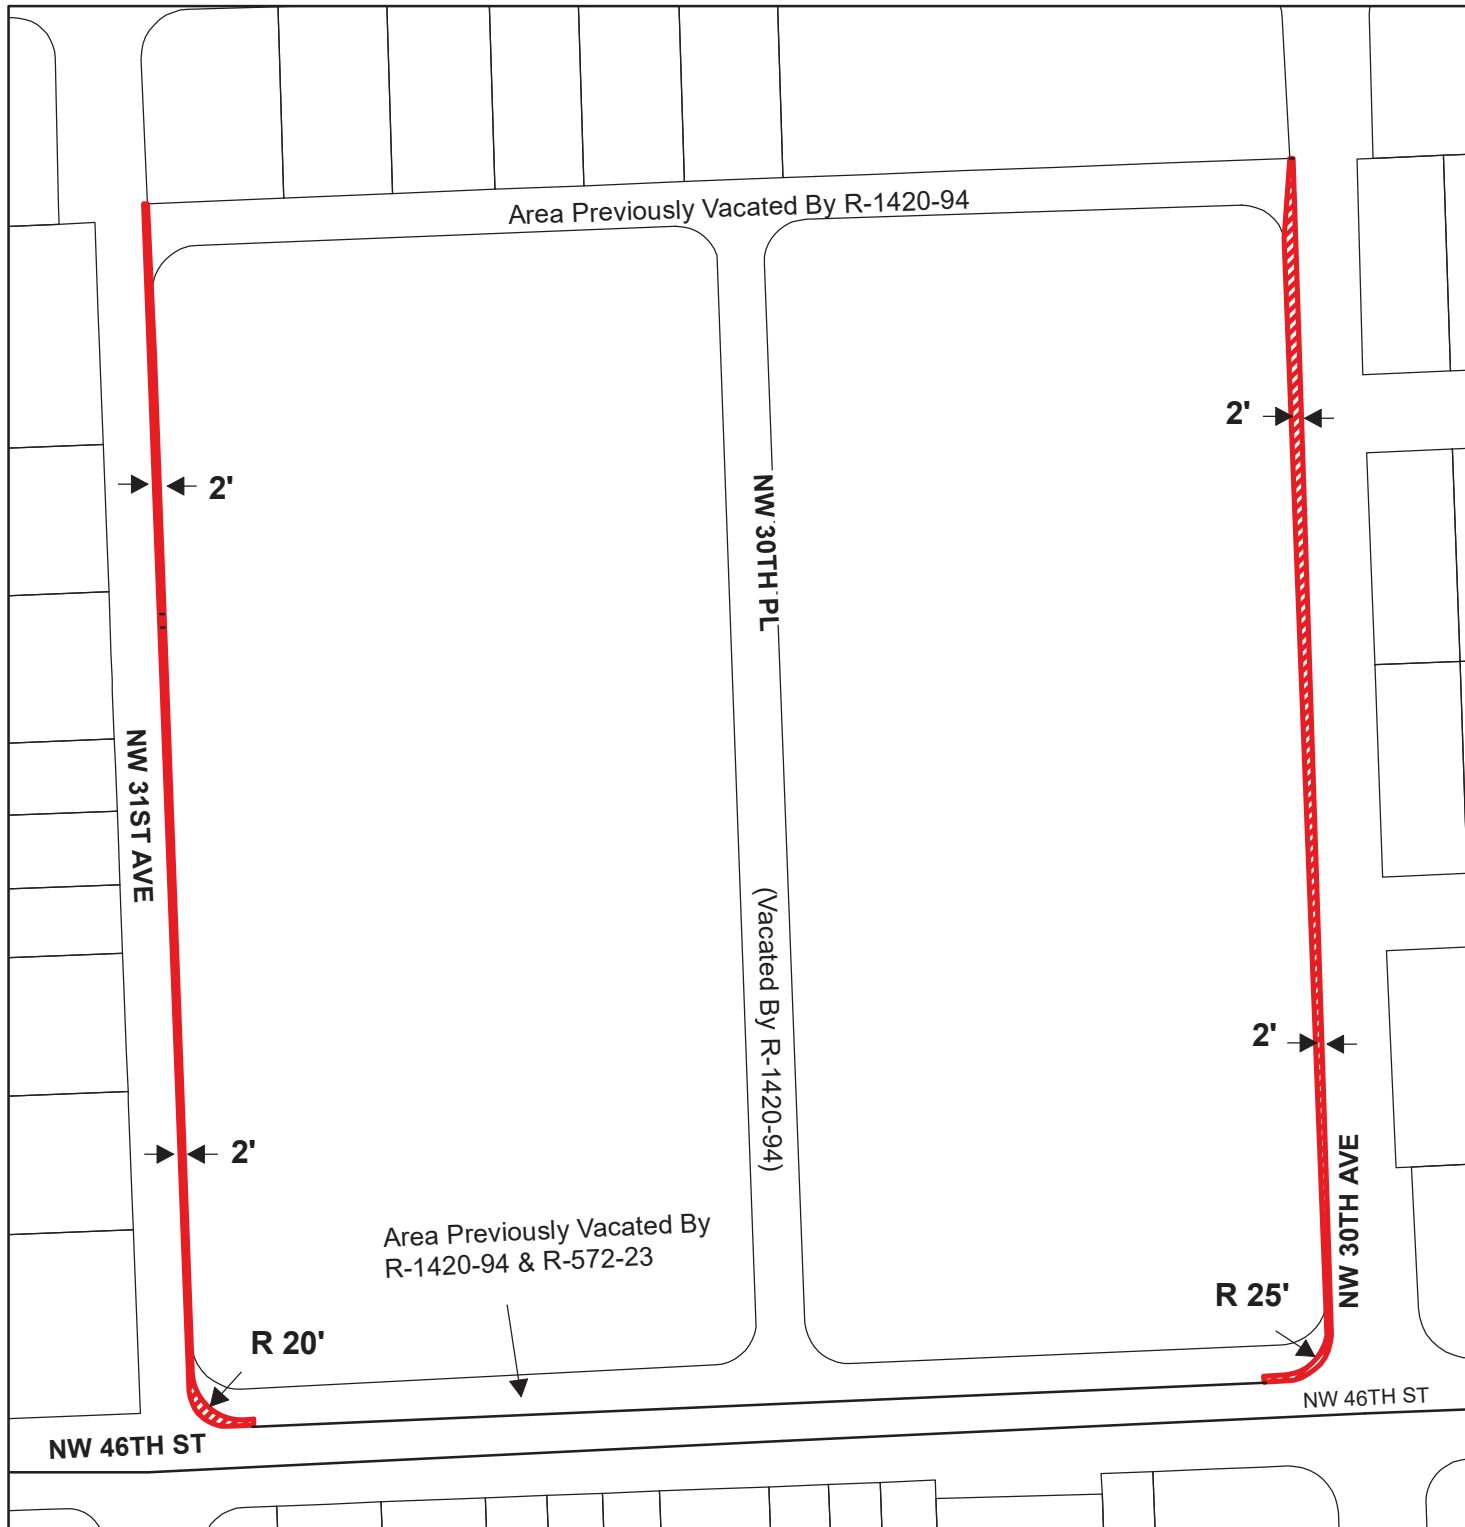 Area Previously Vacated By R-1420-94
2'
2'
NW 30TH PL
NW 31ST AVE
(Vacated By R-1420-94)
2'
2'
NW 30TH AVE
Area Previously Vacated By
R-1420-94 & R-572-23
R 25'
R 20'
NW 46TH ST
NW 46TH ST